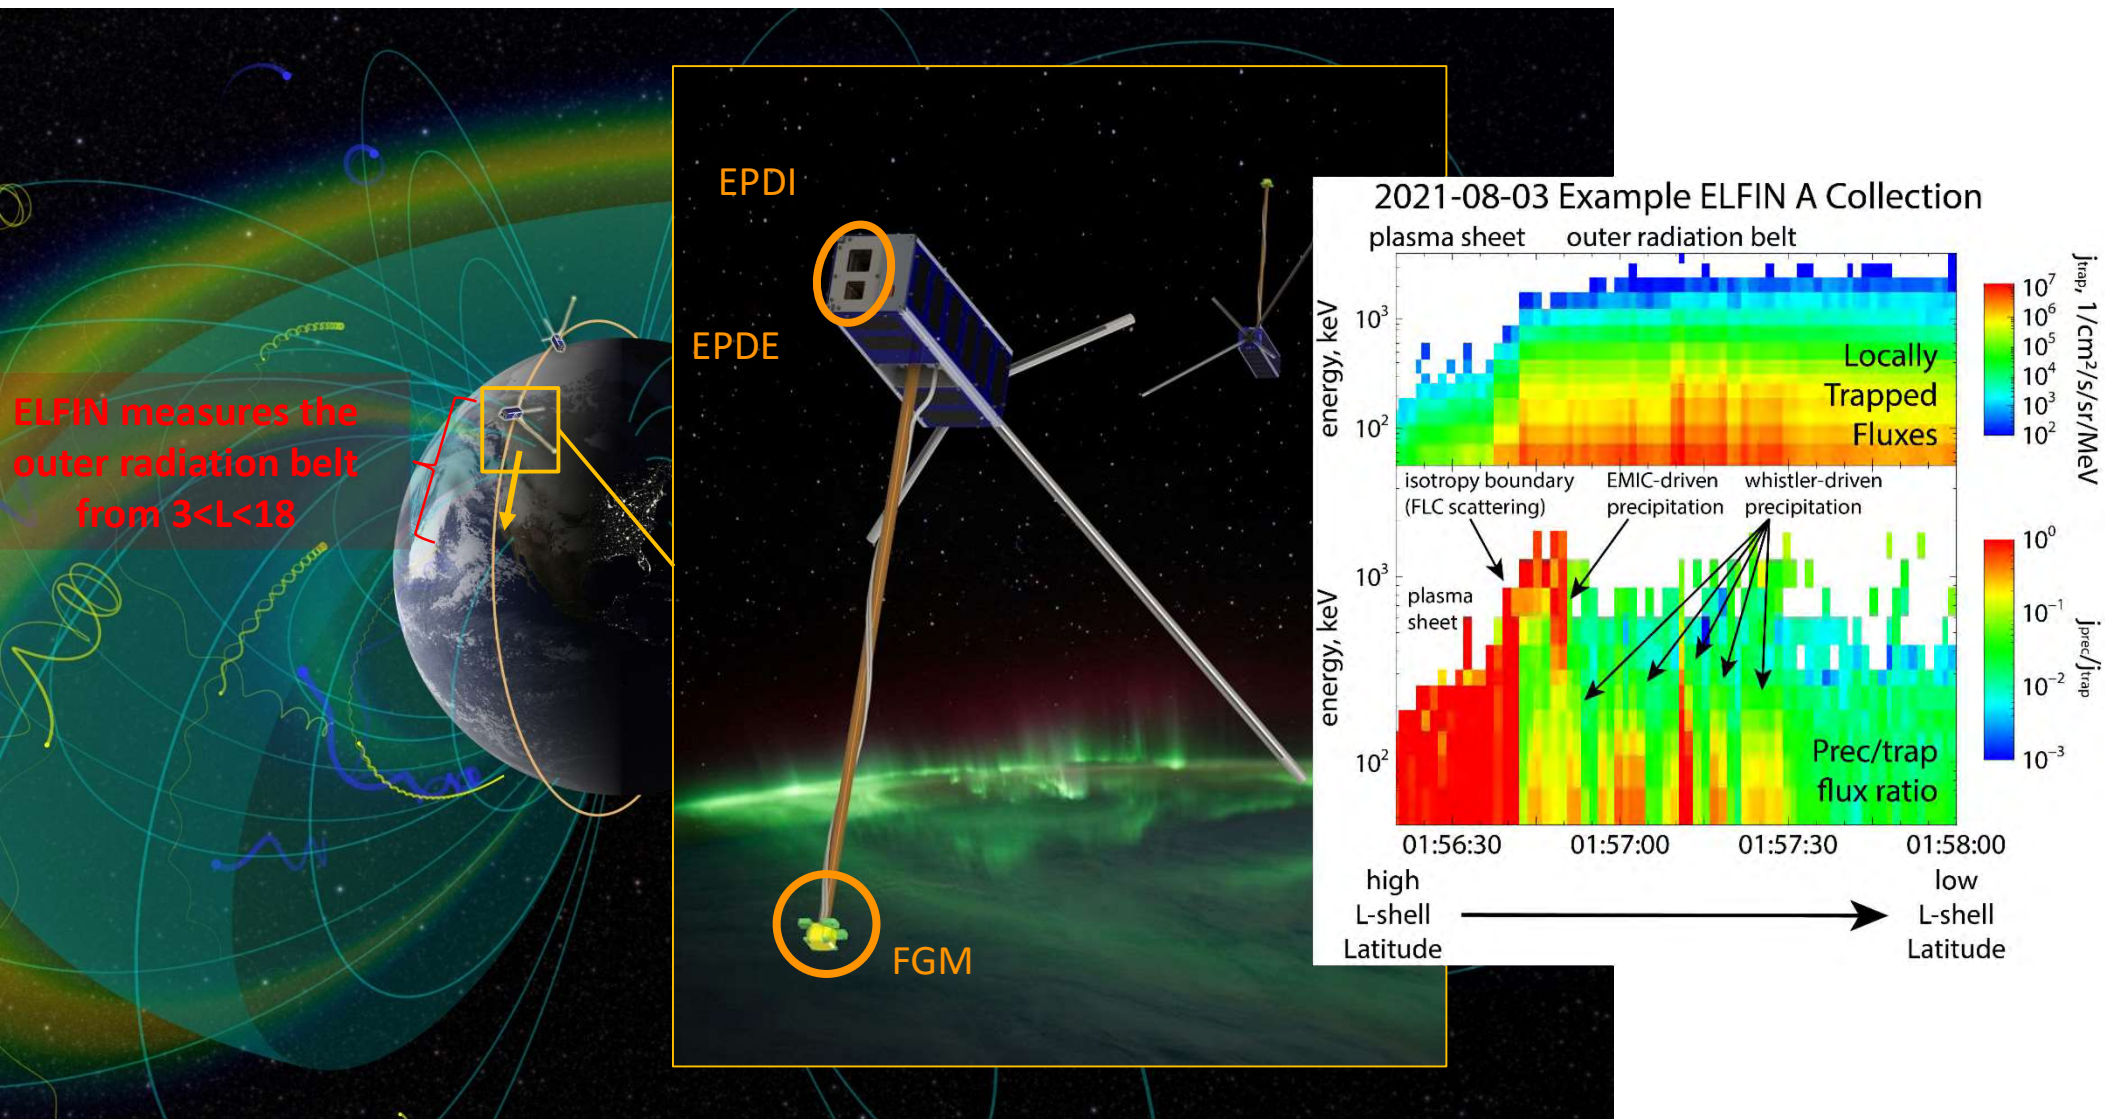 ELFIN measures the
outer radiation belt
from 3<L<18
EPDI
EPDE
FGM
2021-08-03 Example ELFIN A Collection
plasma sheet
outer radiation belt
energy, keV
10³
10²
Locally
Trapped
Fluxes
jtrap, 1/cm²/s/sr/MeV
10⁷
10⁶
10⁵
10⁴
10³
10²
isotropy boundary
(FLC scattering)
EMIC-driven
precipitation
whistler-driven
precipitation
energy, keV
10³
10²
plasma
sheet
Prec/trap
flux ratio
jprec/jtrap
10⁰
10⁻¹
10⁻²
10⁻³
01:56:30
01:57:00
01:57:30
01:58:00
high
L-shell
Latitude
low
L-shell
Latitude